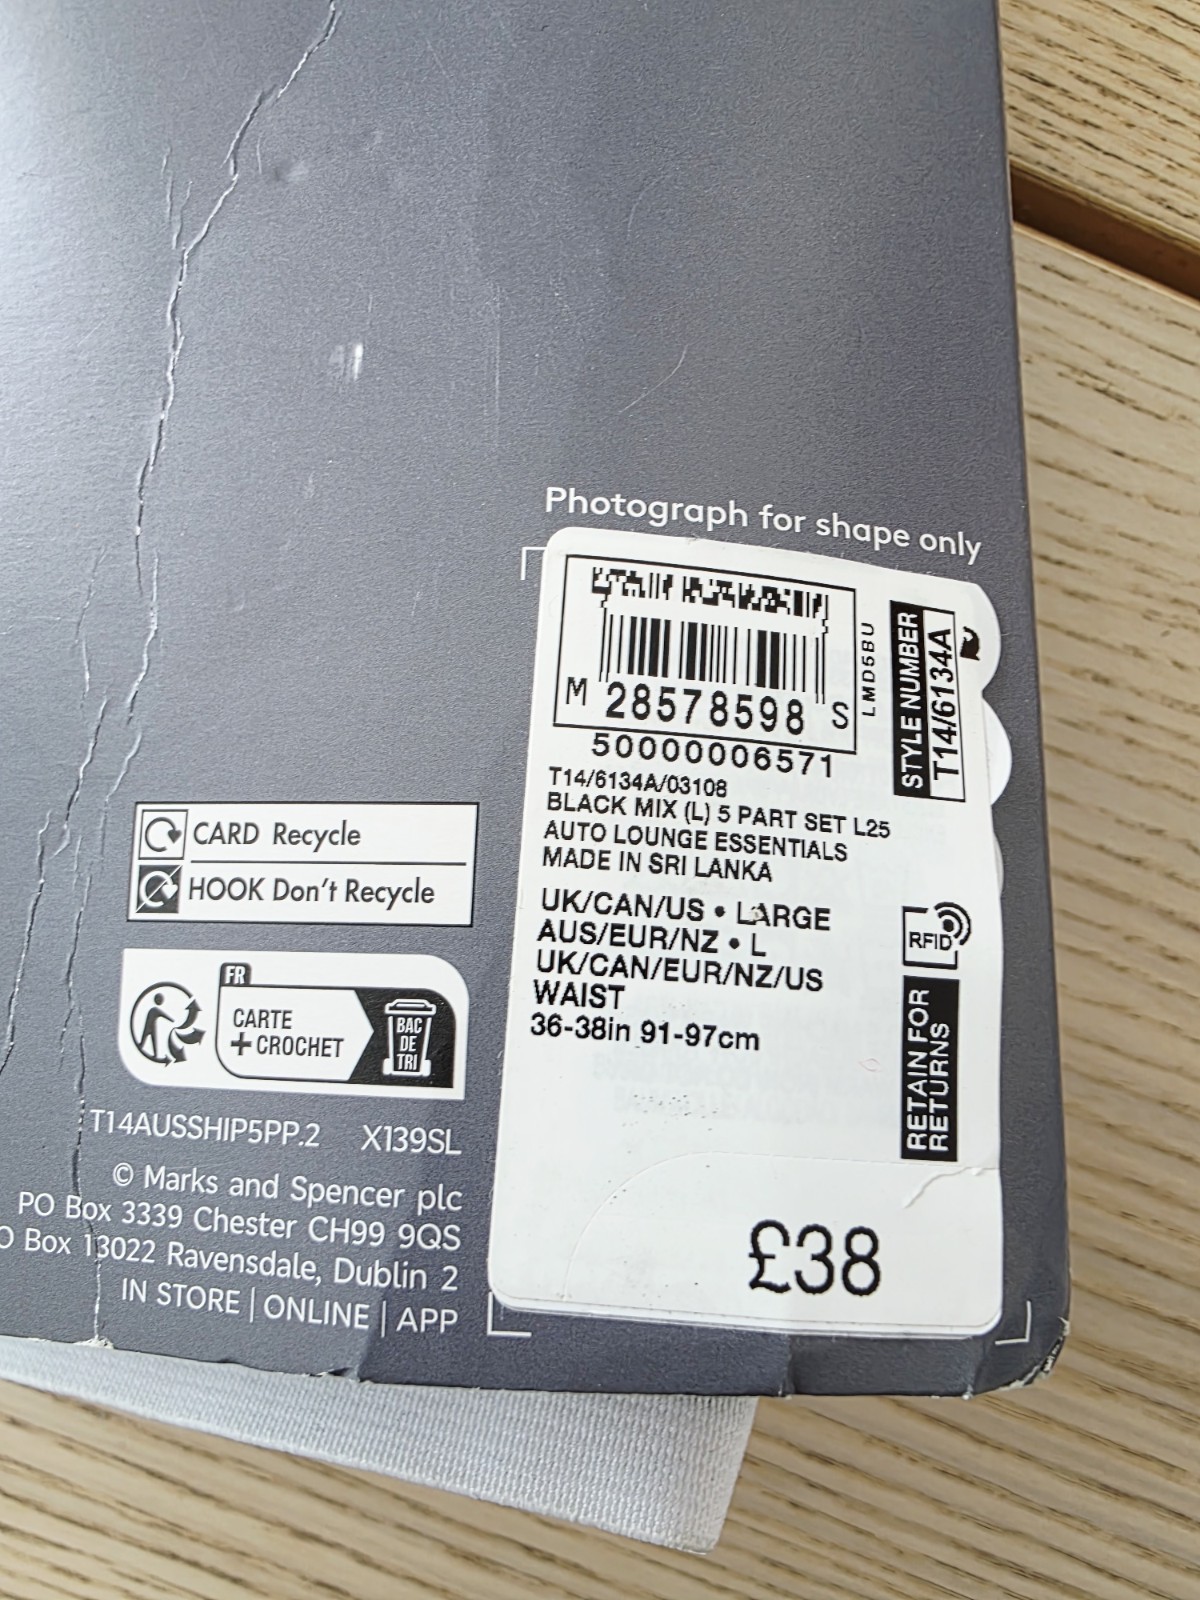 Photograph for shape only
M 28578598 S
LMD5BU
50000006571
STYLE NUMBER
T14/6134A
T14/6134A/03108
BLACK MIX (L) 5 PART SET L25
AUTO LOUNGE ESSENTIALS
MADE IN SRI LANKA
UK/CAN/US • LARGE
AUS/EUR/NZ • L
UK/CAN/EUR/NZ/US
WAIST
36-38in 91-97cm
RFID
RETAIN FOR
RETURNS
£38
CARD Recycle
HOOK Don't Recycle
FR
CARTE
+ CROCHET
BAC
DE
TRI
T14AUSSHIP5PP.2 X139SL
© Marks and Spencer plc
PO Box 3339 Chester CH99 9QS
O Box 13022 Ravensdale, Dublin 2
IN STORE | ONLINE | APP